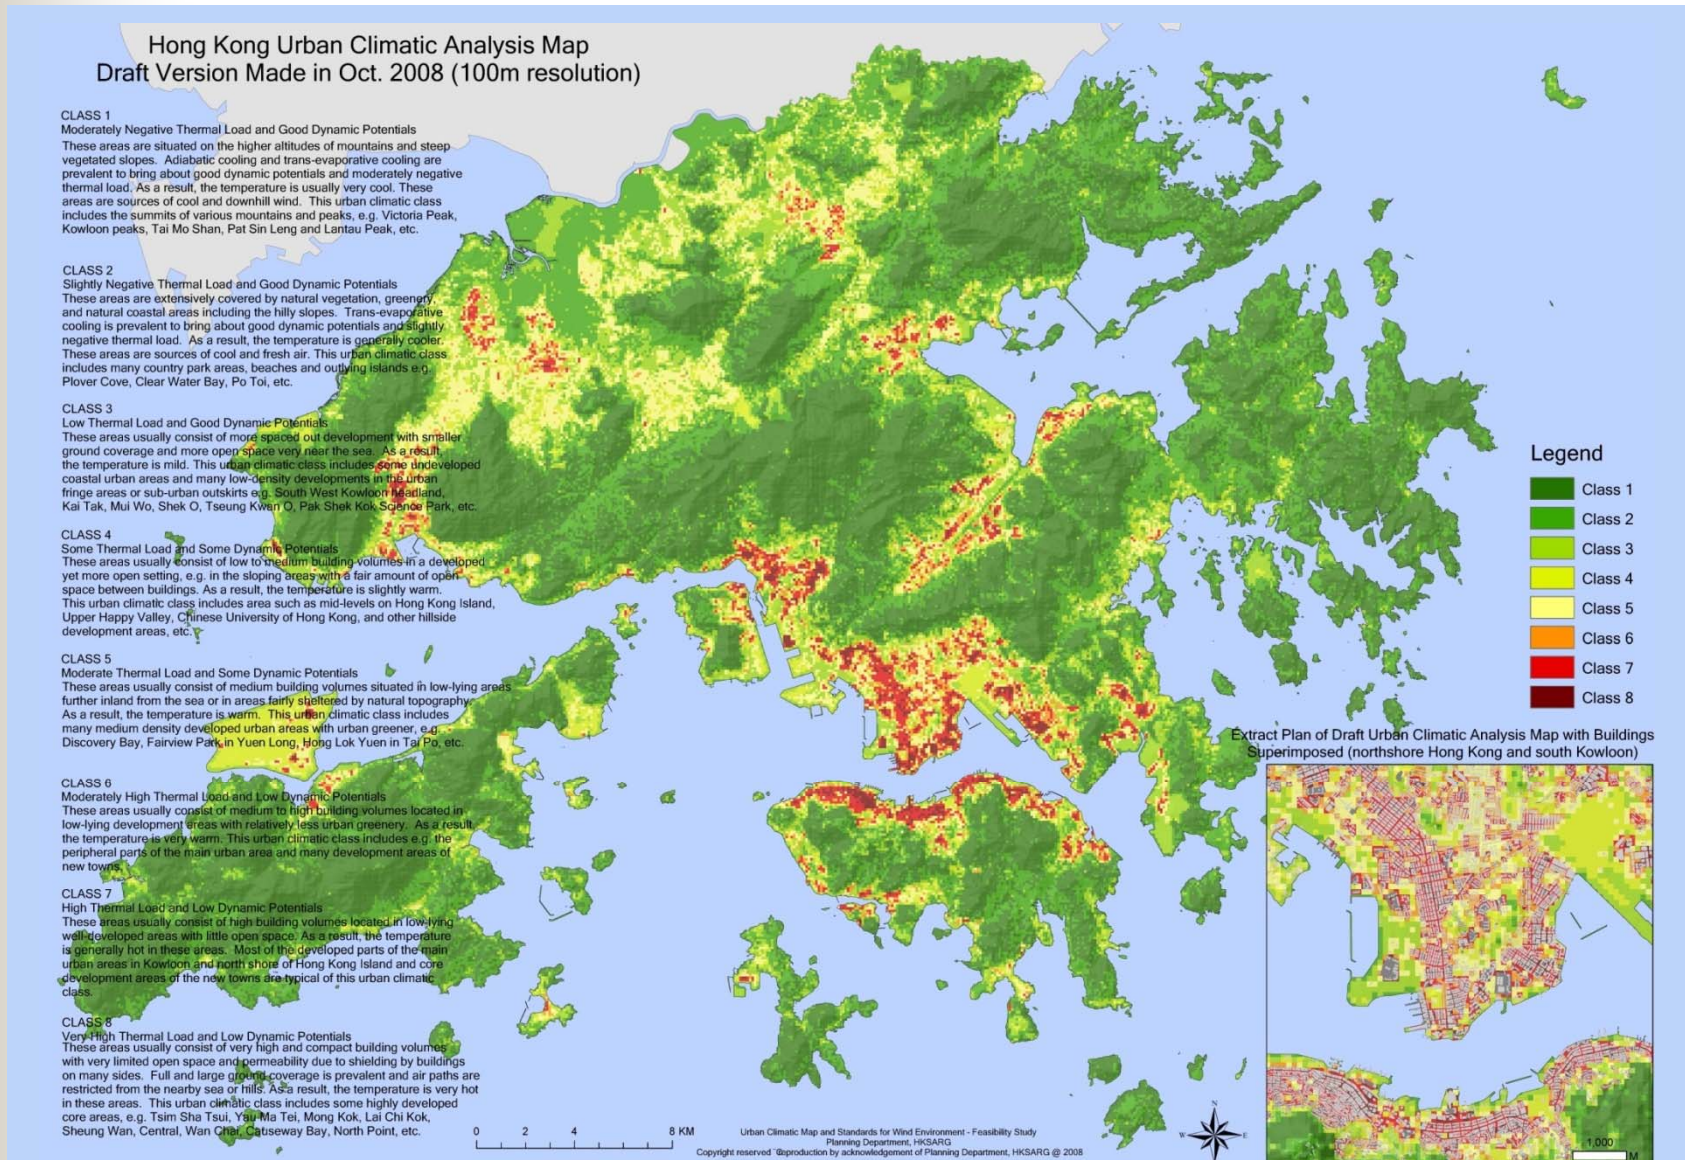 Hong Kong Urban Climatic Analysis Map
Draft Version Made in Oct. 2008 (100m resolution)
CLASS 1
Moderately Negative Thermal Load and Good Dynamic Potentials
These areas are situated on the higher altitudes of mountains and steep
vegetated slopes. Adiabatic cooling and trans-evaporative cooling are
prevalent to bring about good dynamic potentials and moderately negative
thermal load. As a result, the temperature is usually very cool. These
areas are sources of cool and downhill wind. This urban climatic class
includes the summits of various mountains and peaks, e.g. Victoria Peak,
Kowloon peaks, Tai Mo Shan, Pat Sin Leng and Lantau Peak, etc.
CLASS 2
Slightly Negative Thermal Load and Good Dynamic Potentials
These areas are extensively covered by natural vegetation, greenery,
and natural coastal areas including the hilly slopes. Trans-evaporative
cooling is prevalent to bring about good dynamic potentials and slightly
negative thermal load. As a result, the temperature is generally cooler.
These areas are sources of cool and fresh air. This urban climatic class
includes many country park areas, beaches and outlying islands e.g.
Plover Cove, Clear Water Bay, Po Toi, etc.
CLASS 3
Low Thermal Load and Good Dynamic Potentials
These areas usually consist of more spaced out development with smaller
ground coverage and more open space very near the sea. As a result,
the temperature is mild. This urban climatic class includes some undeveloped
coastal urban areas and many low-density developments in the urban
fringe areas or sub-urban outskirts e.g. South West Kowloon headland,
Kai Tak, Mui Wo, Shek O, Tseung Kwan O, Pak Shek Kok Science Park, etc.
CLASS 4
Some Thermal Load and Some Dynamic Potentials
These areas usually consist of low to medium building volumes in a developed
yet more open setting, e.g. in the sloping areas with a fair amount of open
space between buildings. As a result, the temperature is slightly warm.
This urban climatic class includes area such as mid-levels on Hong Kong Island,
Upper Happy Valley, Chinese University of Hong Kong, and other hillside
development areas, etc.
CLASS 5
Moderate Thermal Load and Some Dynamic Potentials
These areas usually consist of medium building volumes situated in low-lying areas
further inland from the sea or in areas fairly sheltered by natural topography.
As a result, the temperature is warm. This urban climatic class includes
many medium density developed urban areas with urban greener, e.g.
Discovery Bay, Fairview Park in Yuen Long, Hong Lok Yuen in Tai Po, etc.
CLASS 6
Moderately High Thermal Load and Low Dynamic Potentials
These areas usually consist of medium to high building volumes located in
low-lying development areas with relatively less urban greenery. As a result,
the temperature is very warm. This urban climatic class includes e.g. the
peripheral parts of the main urban area and many development areas of
new towns.
CLASS 7
High Thermal Load and Low Dynamic Potentials
These areas usually consist of high building volumes located in low-lying
well-developed areas with little open space. As a result, the temperature
is generally hot in these areas. Most of the developed parts of the main
urban areas in Kowloon and north shore of Hong Kong Island and core
development areas of the new towns are typical of this urban climatic
class.
CLASS 8
Very High Thermal Load and Low Dynamic Potentials
These areas usually consist of very high and compact building volumes
with very limited open space and permeability due to shielding by buildings
on many sides. Full and large ground coverage is prevalent and air paths are
restricted from the nearby sea or hills. As a result, the temperature is very hot
in these areas. This urban climatic class includes some highly developed
core areas, e.g. Tsim Sha Tsui, Yau Ma Tei, Mong Kok, Lai Chi Kok,
Sheung Wan, Central, Wan Chai, Causeway Bay, North Point, etc.
Legend
Class 1
Class 2
Class 3
Class 4
Class 5
Class 6
Class 7
Class 8
Extract Plan of Draft Urban Climatic Analysis Map with Buildings
Superimposed (northshore Hong Kong and south Kowloon)
0 2 4 8 KM
Urban Climatic Map and Standards for Wind Environment - Feasibility Study
Planning Department, HKSARG
Copyright reserved Reproduction by acknowledgement of Planning Department, HKSARG @ 2008
N
W E
S
1,000
M